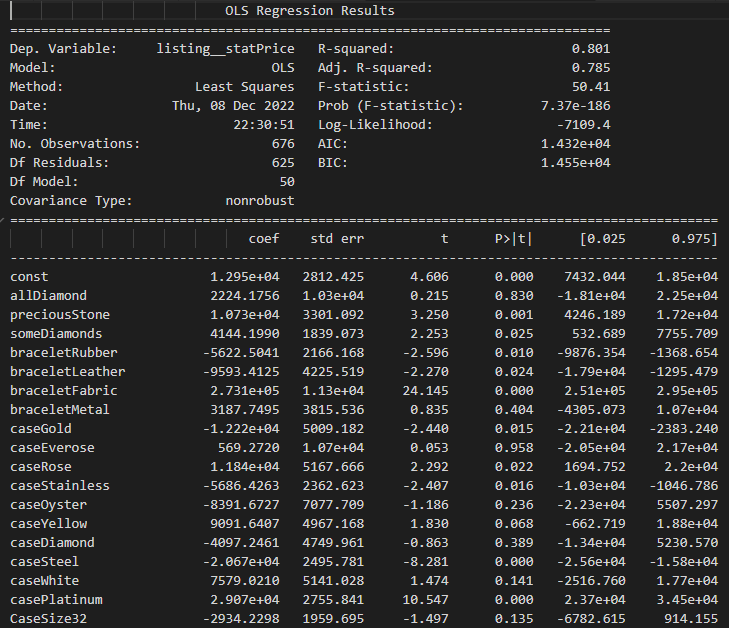 OLS Regression Results
==============================================================================
Dep. Variable: listing__statPrice R-squared: 0.801
Model: OLS Adj. R-squared: 0.785
Method: Least Squares F-statistic: 50.41
Date: Thu, 08 Dec 2022 Prob (F-statistic): 7.37e-186
Time: 22:30:51 Log-Likelihood: -7109.4
No. Observations: 676 AIC: 1.432e+04
Df Residuals: 625 BIC: 1.455e+04
Df Model: 50
Covariance Type: nonrobust
==========================================================================================
coef std err t P>|t| [0.025 0.975]
------------------------------------------------------------------------------------------
const 1.295e+04 2812.425 4.606 0.000 7432.044 1.85e+04
allDiamond 2224.1756 1.03e+04 0.215 0.830 -1.81e+04 2.25e+04
preciousStone 1.073e+04 3301.092 3.250 0.001 4246.189 1.72e+04
someDiamonds 4144.1990 1839.073 2.253 0.025 532.689 7755.709
braceletRubber -5622.5041 2166.168 -2.596 0.010 -9876.354 -1368.654
braceletLeather -9593.4125 4225.519 -2.270 0.024 -1.79e+04 -1295.479
braceletFabric 2.731e+05 1.13e+04 24.145 0.000 2.51e+05 2.95e+05
braceletMetal 3187.7495 3815.536 0.835 0.404 -4305.073 1.07e+04
caseGold -1.222e+04 5009.182 -2.440 0.015 -2.21e+04 -2383.240
caseEverose 569.2720 1.07e+04 0.053 0.958 -2.05e+04 2.17e+04
caseRose 1.184e+04 5167.666 2.292 0.022 1694.752 2.2e+04
caseStainless -5686.4263 2362.623 -2.407 0.016 -1.03e+04 -1046.786
caseOyster -8391.6727 7077.709 -1.186 0.236 -2.23e+04 5507.297
caseYellow 9091.6407 4967.168 1.830 0.068 -662.719 1.88e+04
caseDiamond -4097.2461 4749.961 -0.863 0.389 -1.34e+04 5230.570
caseSteel -2.067e+04 2495.781 -8.281 0.000 -2.56e+04 -1.58e+04
caseWhite 7579.0210 5141.028 1.474 0.141 -2516.760 1.77e+04
casePlatinum 2.907e+04 2755.841 10.547 0.000 2.37e+04 3.45e+04
CaseSize32 -2934.2298 1959.695 -1.497 0.135 -6782.615 914.155